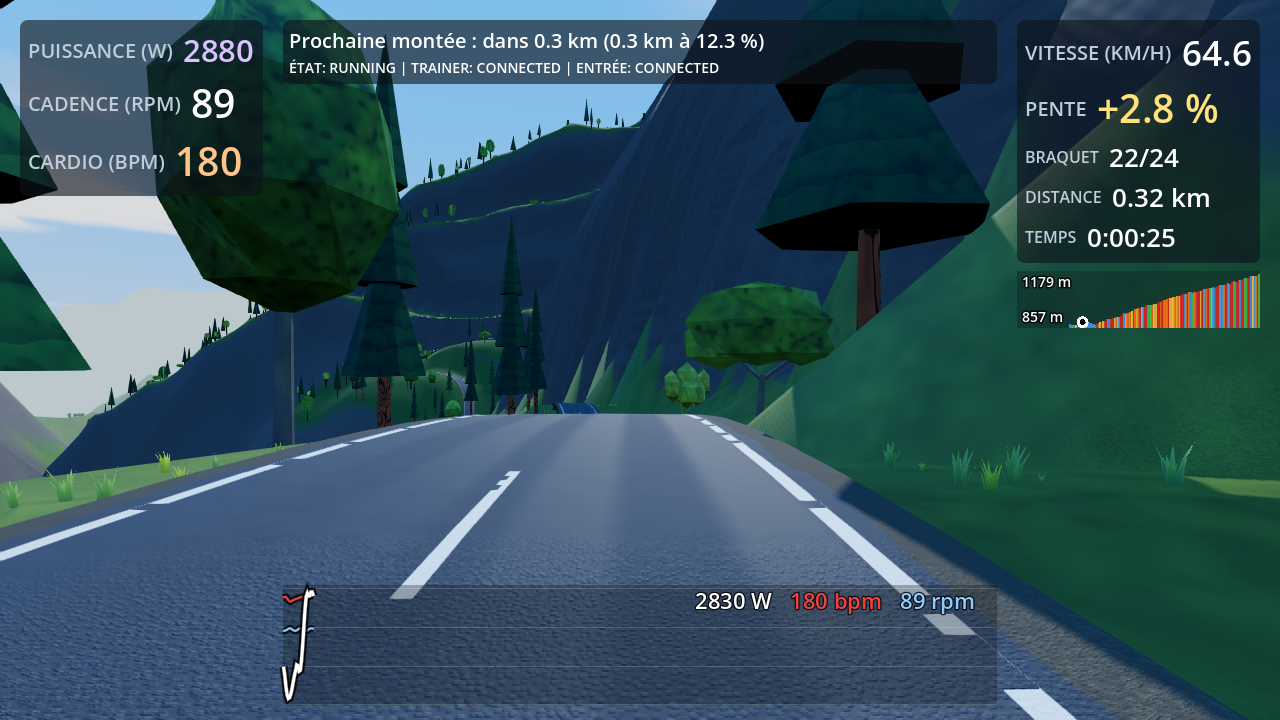 PUISSANCE (W) 2880
CADENCE (RPM) 89
CARDIO (BPM) 180
Prochaine montée : dans 0.3 km (0.3 km à 12.3 %)
ÉTAT: RUNNING | TRAINER: CONNECTED | ENTRÉE: CONNECTED
VITESSE (KM/H) 64.6
PENTE +2.8 %
BRAQUET 22/24
DISTANCE 0.32 km
TEMPS 0:00:25
1179 m
857 m
2830 W 180 bpm 89 rpm